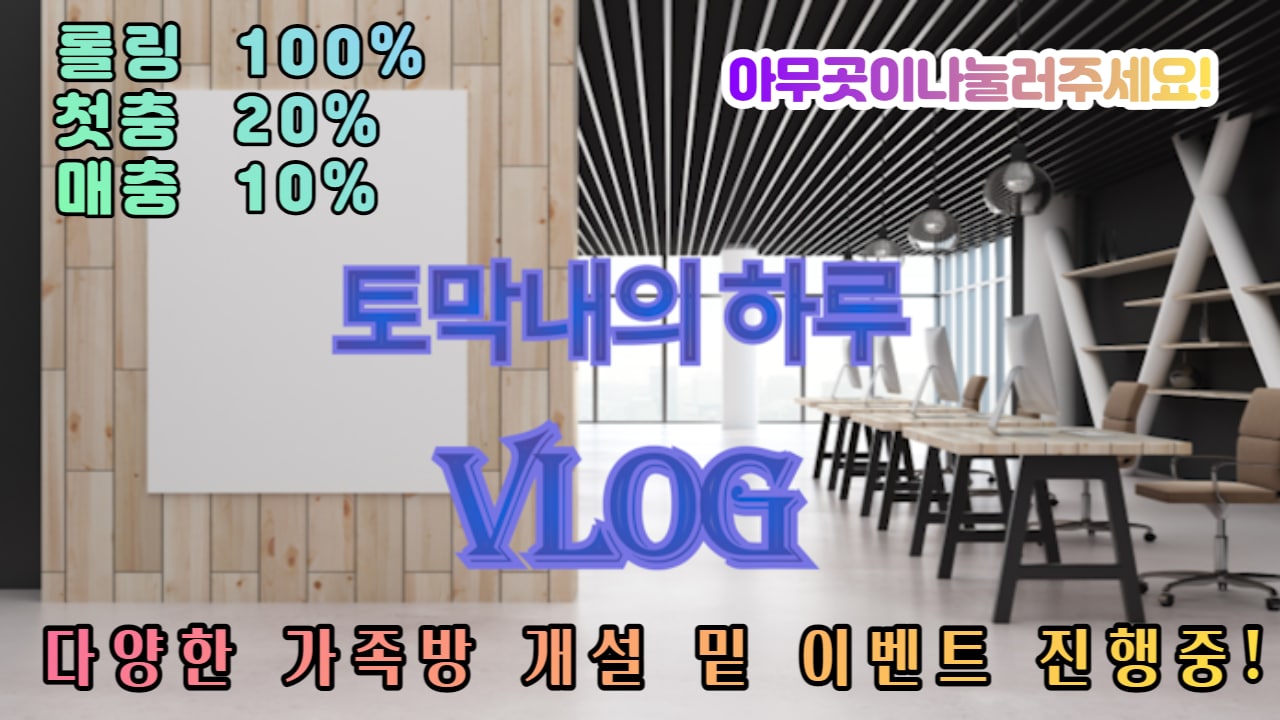 롤링 100%
첫충 20%
매충 10%
아무곳이나눌러주세요!
토막내의 하루
VLOG
다양한 가족방 개설 밑 이벤트 진행중!